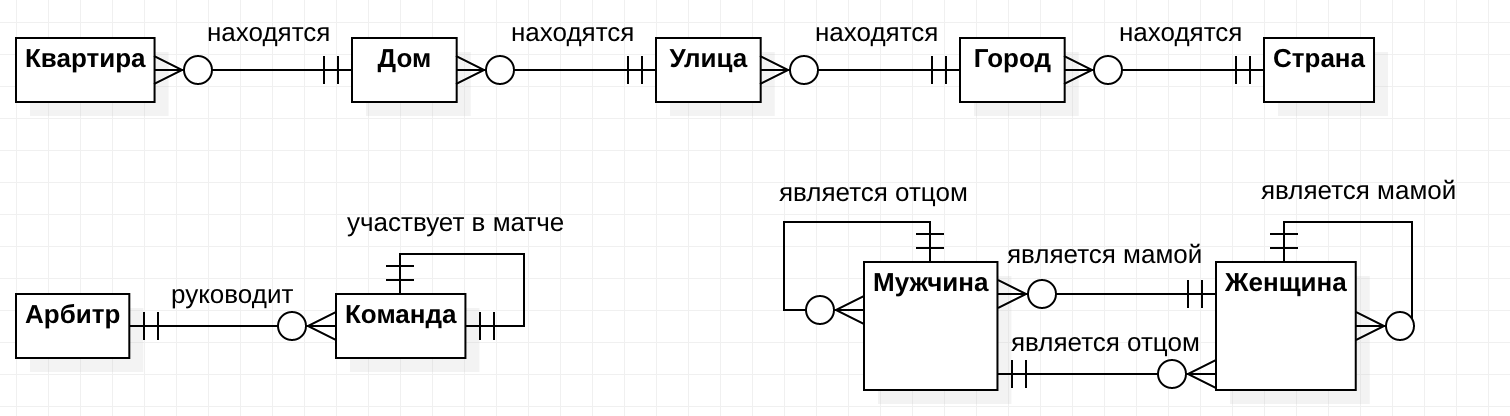 находятся
находятся
находятся
находятся
Квартира
Дом
Улица
Город
Страна
участвует в матче
руководит
Арбитр
Команда
является отцом
является мамой
является мамой
Мужчина
Женщина
является отцом